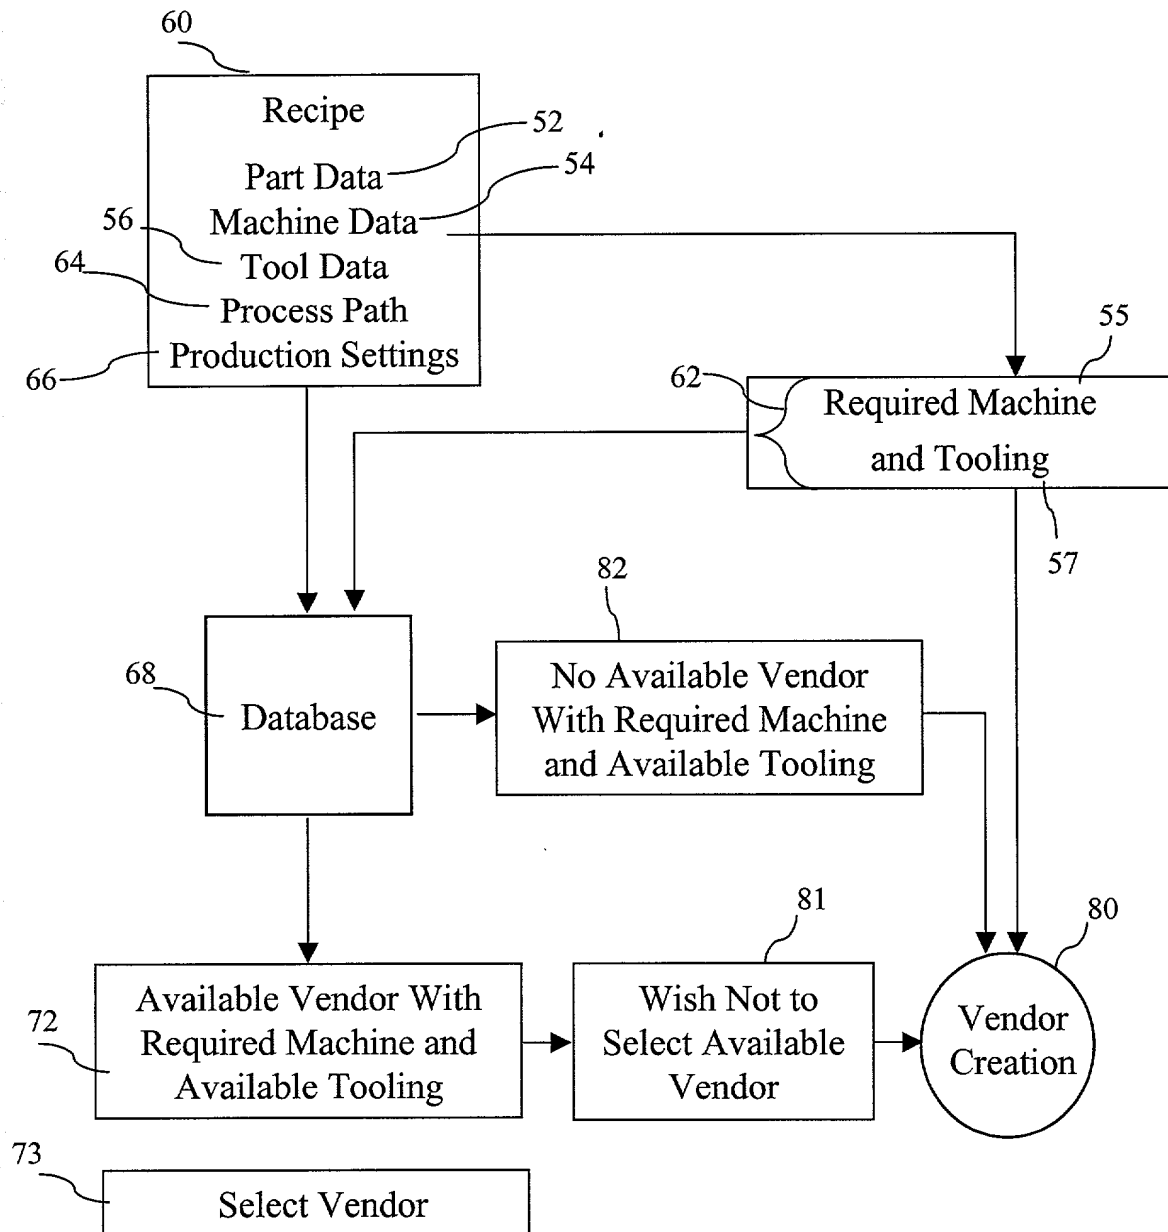 60
Recipe
52
Part Data
54
56
Machine Data
64
Tool Data
Process Path
66
Production Settings
55
62
Required Machine
and Tooling
57
82
68
Database
No Available Vendor
With Required Machine
and Available Tooling
81
80
72
Available Vendor With
Required Machine and
Available Tooling
Wish Not to
Select Available
Vendor
Vendor
Creation
73
Select Vendor